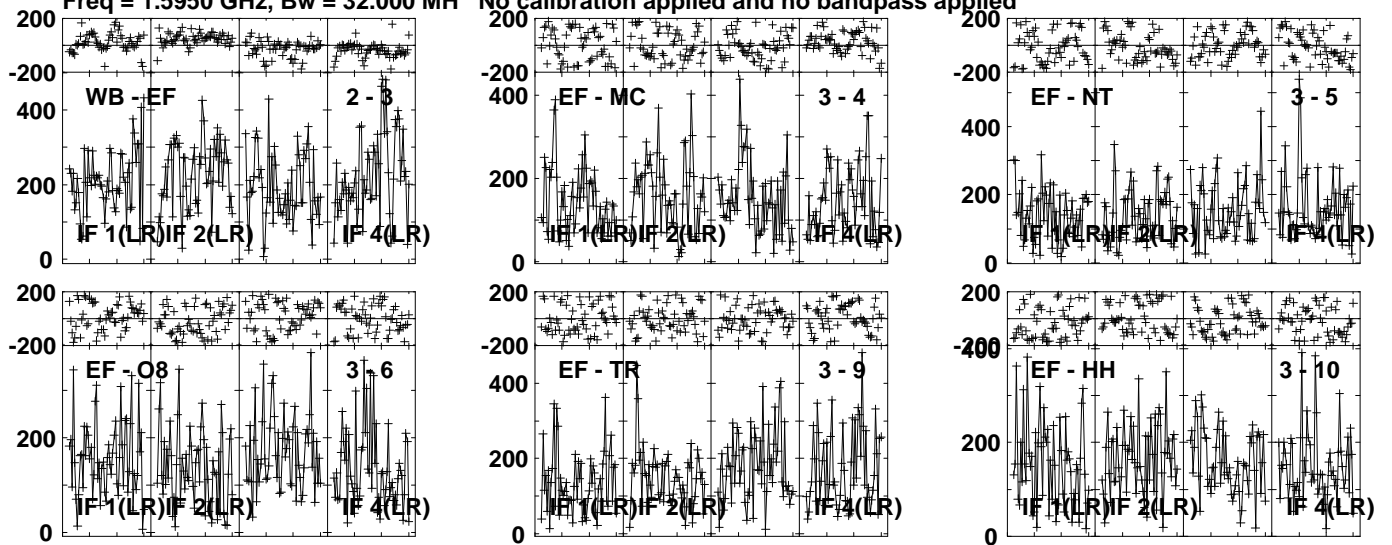 Freq = 1.5950 GHz, Bw = 32.000 MH No calibration applied and no bandpass applied
200
-200
WB - EF 2 - 3
400
200
IF 1(LR) IF 2(LR) IF 4(LR)
0
200
-200
EF - MC 3 - 4
400
200
IF 1(LR) IF 2(LR) IF 4(LR)
0
200
-200
EF - NT 3 - 5
400
200
IF 1(LR) IF 2(LR) IF 4(LR)
0
200
-200
EF - O8 3 - 6
200
IF 1(LR) IF 2(LR) IF 4(LR)
0
200
-200
EF - TR 3 - 9
400
200
IF 1(LR) IF 2(LR) IF 4(LR)
0
200
-200
400
EF - HH 3 - 10
200
IF 1(LR) IF 2(LR) IF 4(LR)
0